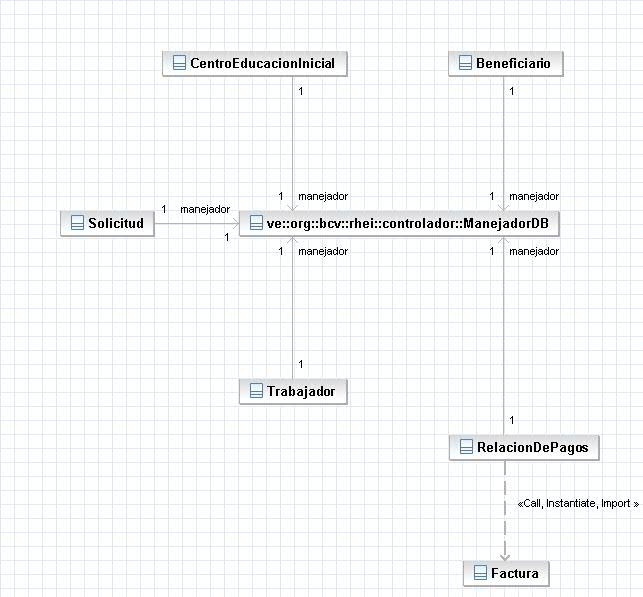 CentroEducacionInicial
Beneficiario
1
1
1 manejador
1 manejador
Solicitud
1 manejador
1
ve::org::bcv::rhei::controlador::ManejadorDB
1 manejador
1 manejador
1
Trabajador
1
RelacionDePagos
«Call, Instantiate, Import »
Factura